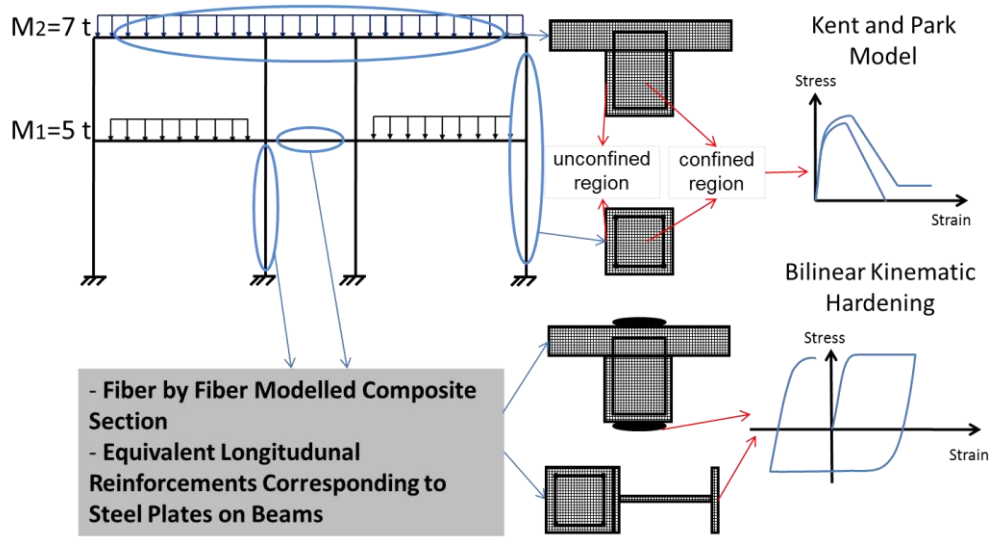 M2=7 t
M1=5 t
unconfined
region
confined
region
Kent and Park
Model
Stress
Strain
Bilinear Kinematic
Hardening
Stress
Strain
- Fiber by Fiber Modelled Composite
Section
- Equivalent Longitudunal
Reinforcements Corresponding to
Steel Plates on Beams